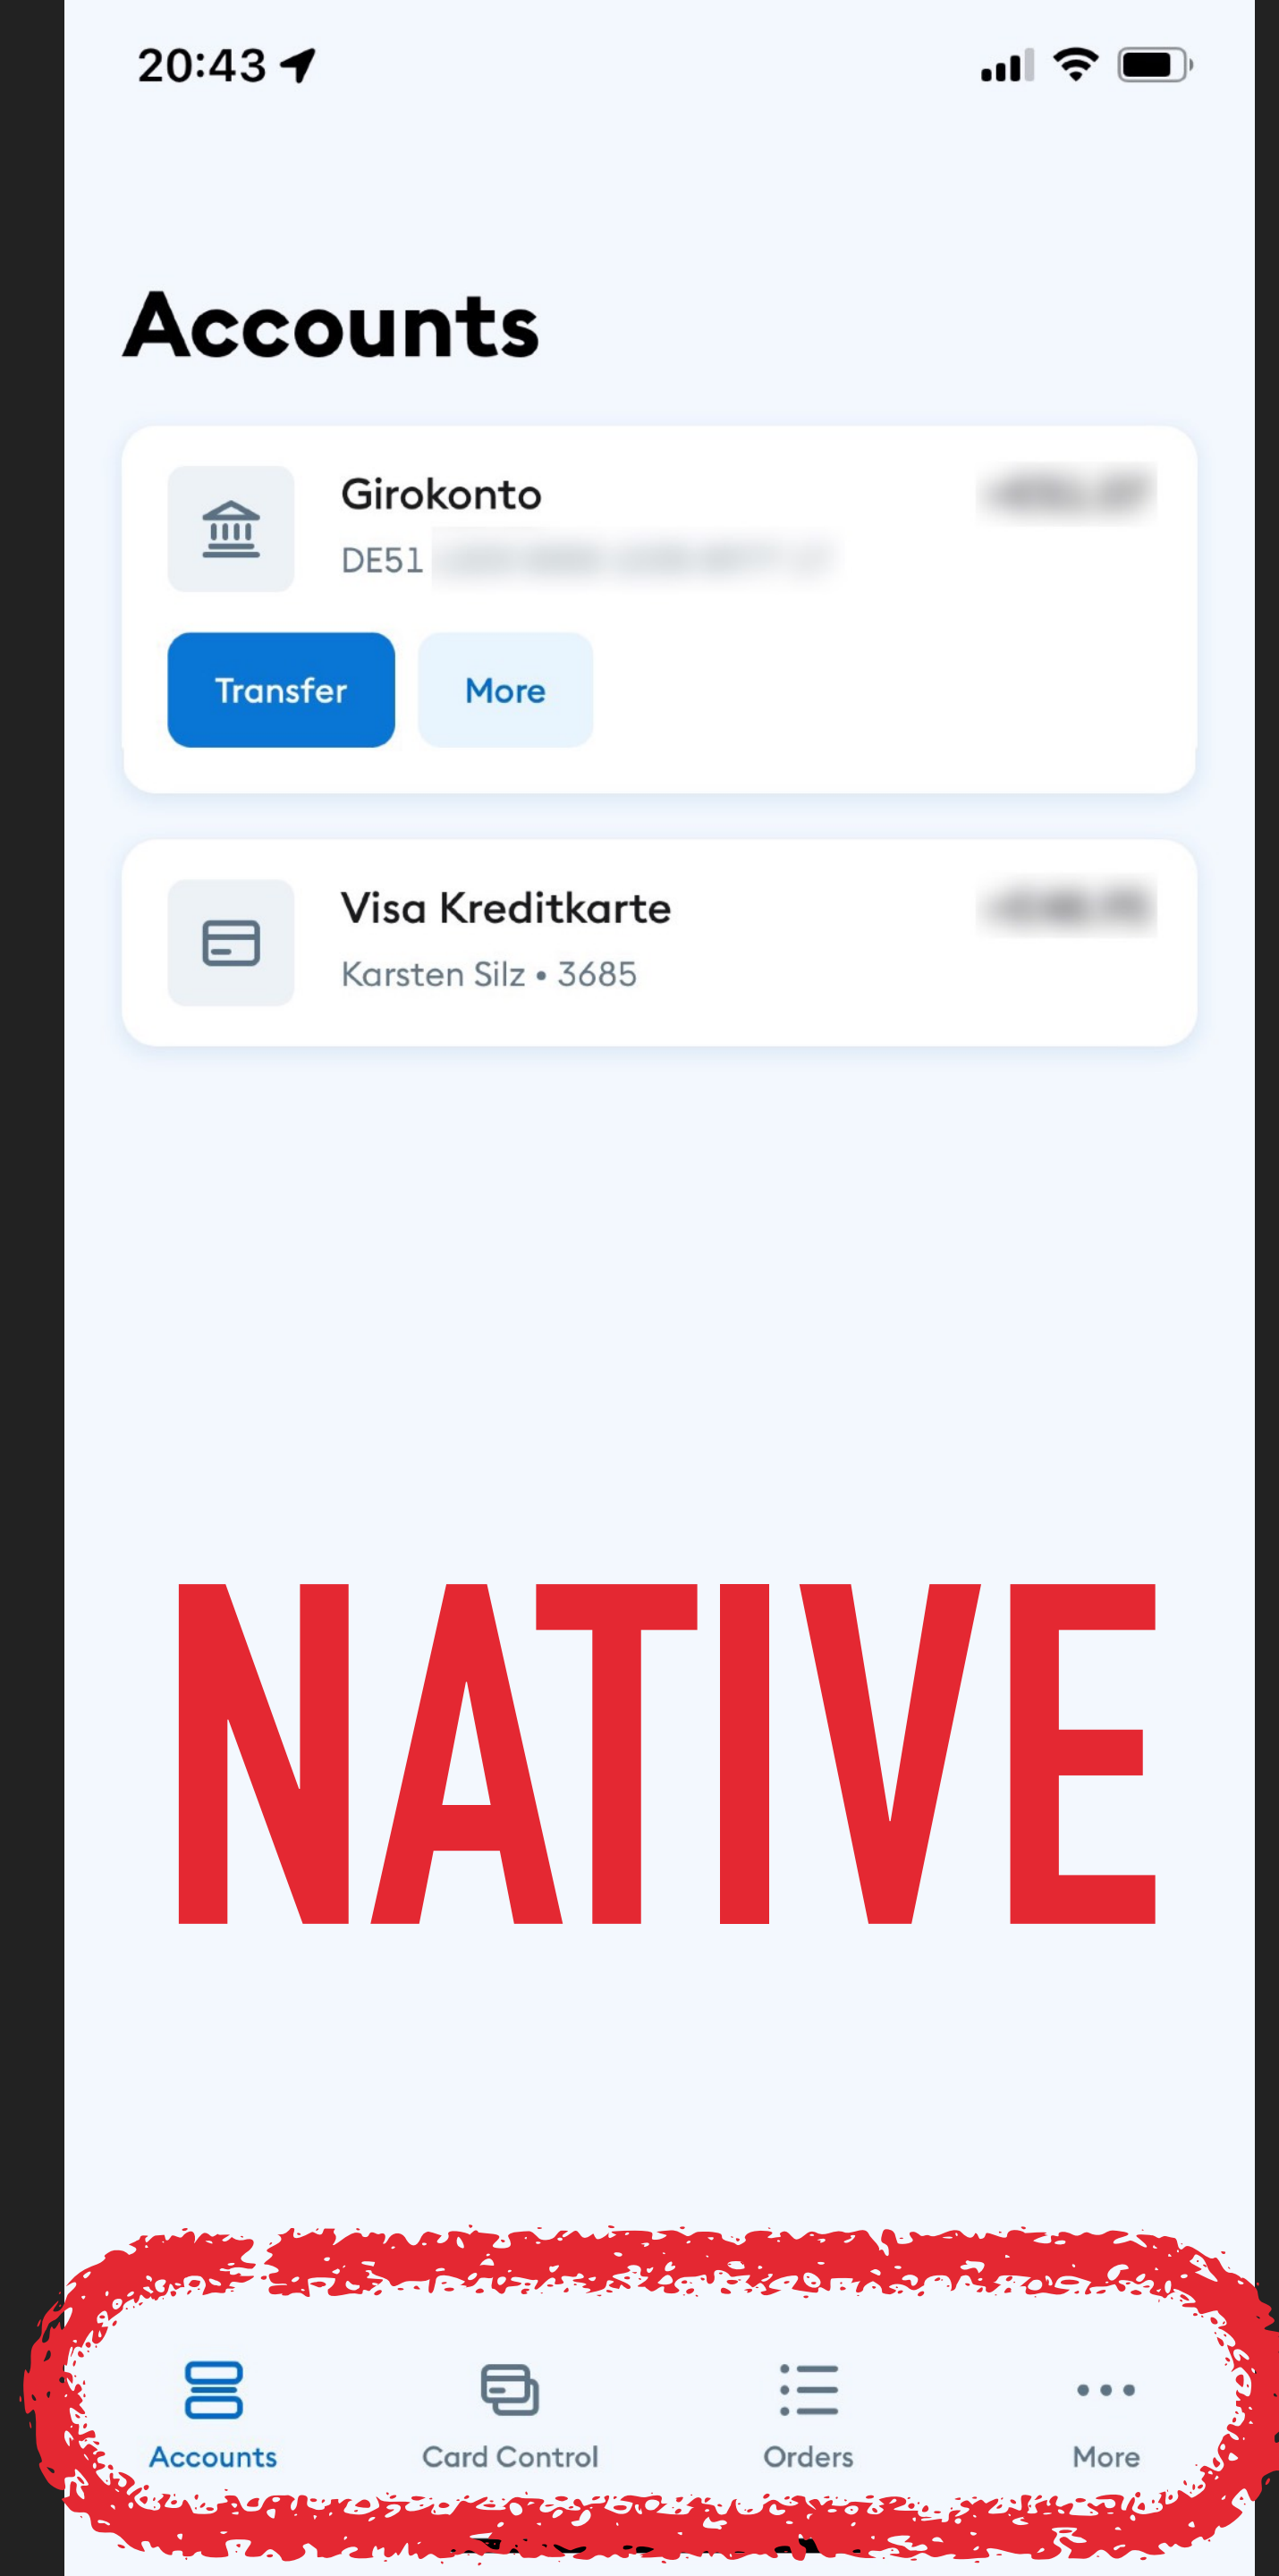 20:43
Accounts
Girokonto
DE51
Transfer More
Visa Kreditkarte
Karsten Silz • 3685
NATIVE
Accounts Card Control Orders More